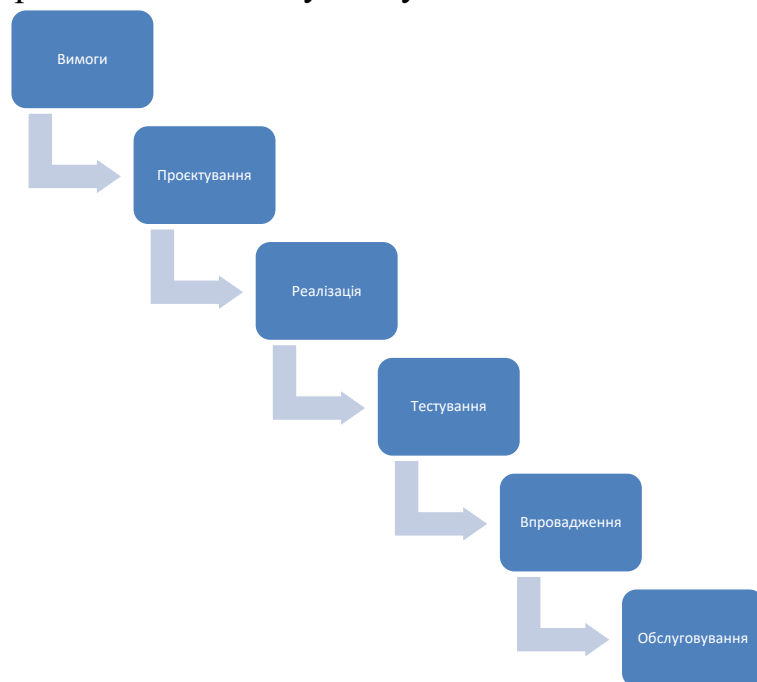 Вимоги
Проєктування
Реалізація
Тестування
Впровадження
Обслуговування